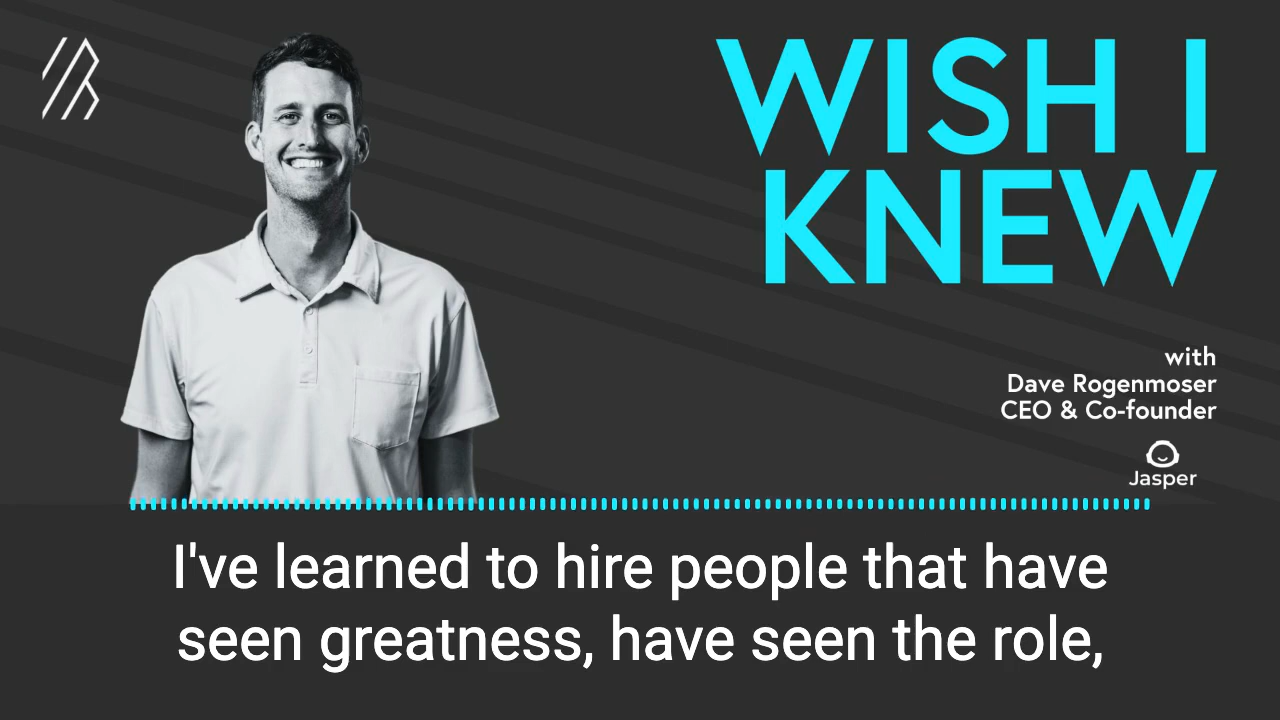 WISH I
KNEW
with
Dave Rogenmoser
CEO & Co-founder
Jasper
I've learned to hire people that have
seen greatness, have seen the role,